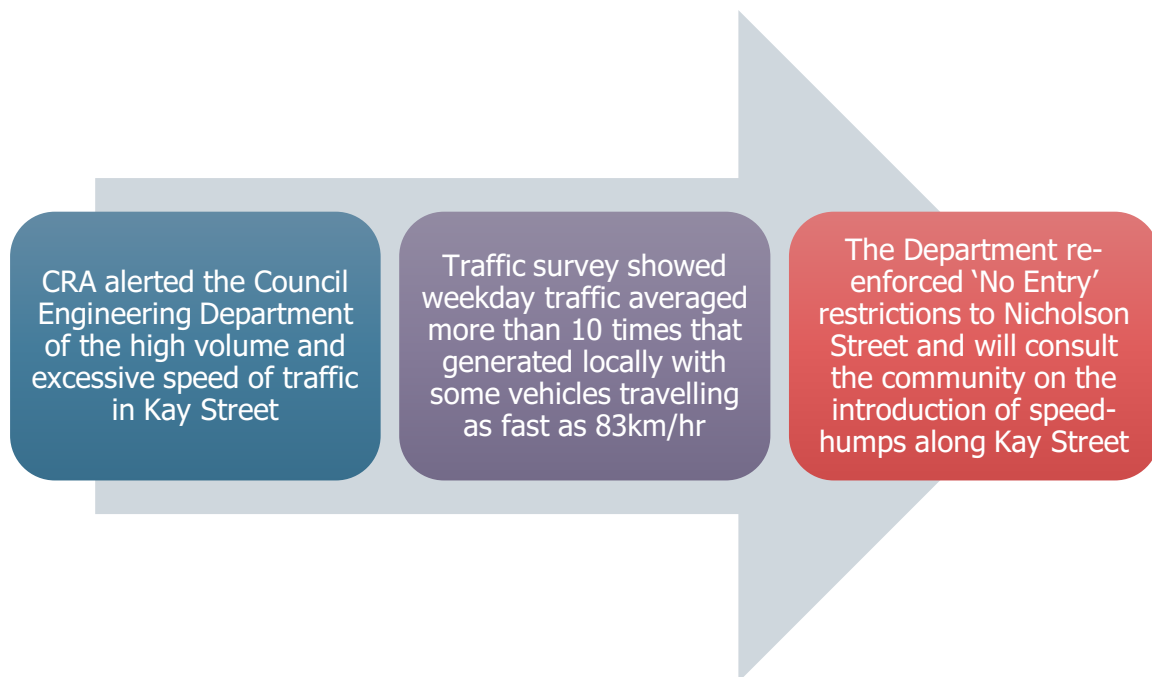 CRA alerted the Council
Engineering Department
of the high volume and
excessive speed of traffic
in Kay Street
Traffic survey showed
weekday traffic averaged
more than 10 times that
generated locally with
some vehicles travelling
as fast as 83km/hr
The Department re-
enforced ‘No Entry’
restrictions to Nicholson
Street and will consult
the community on the
introduction of speed-
humps along Kay Street